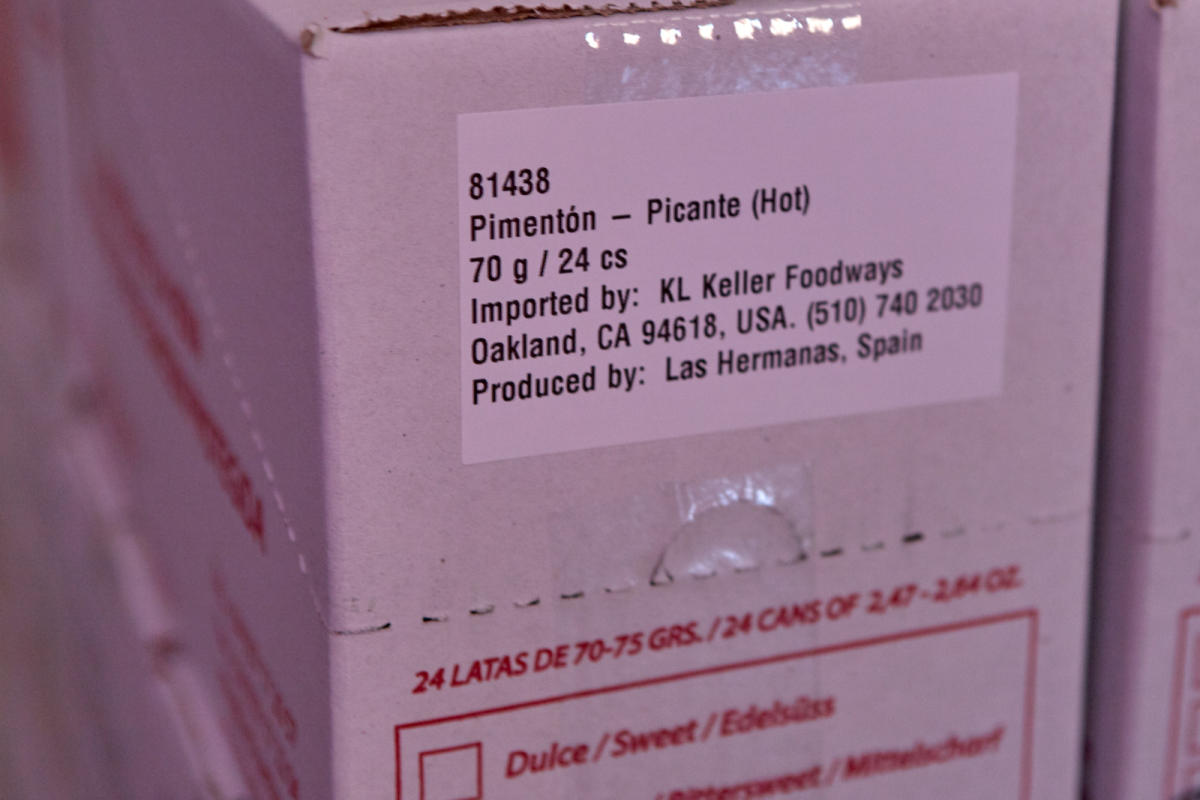 81438
Pimentón – Picante (Hot)
70 g / 24 cs
Imported by: KL Keller Foodways
Oakland, CA 94618, USA. (510) 740 2030
Produced by: Las Hermanas, Spain
24 LATAS DE 70-75 GRS. / 24 CANS OF 2,47 - 2,64 OZ.
Dulce / Sweet / Edelsüss
/ Bittersweet / Mittelscharf